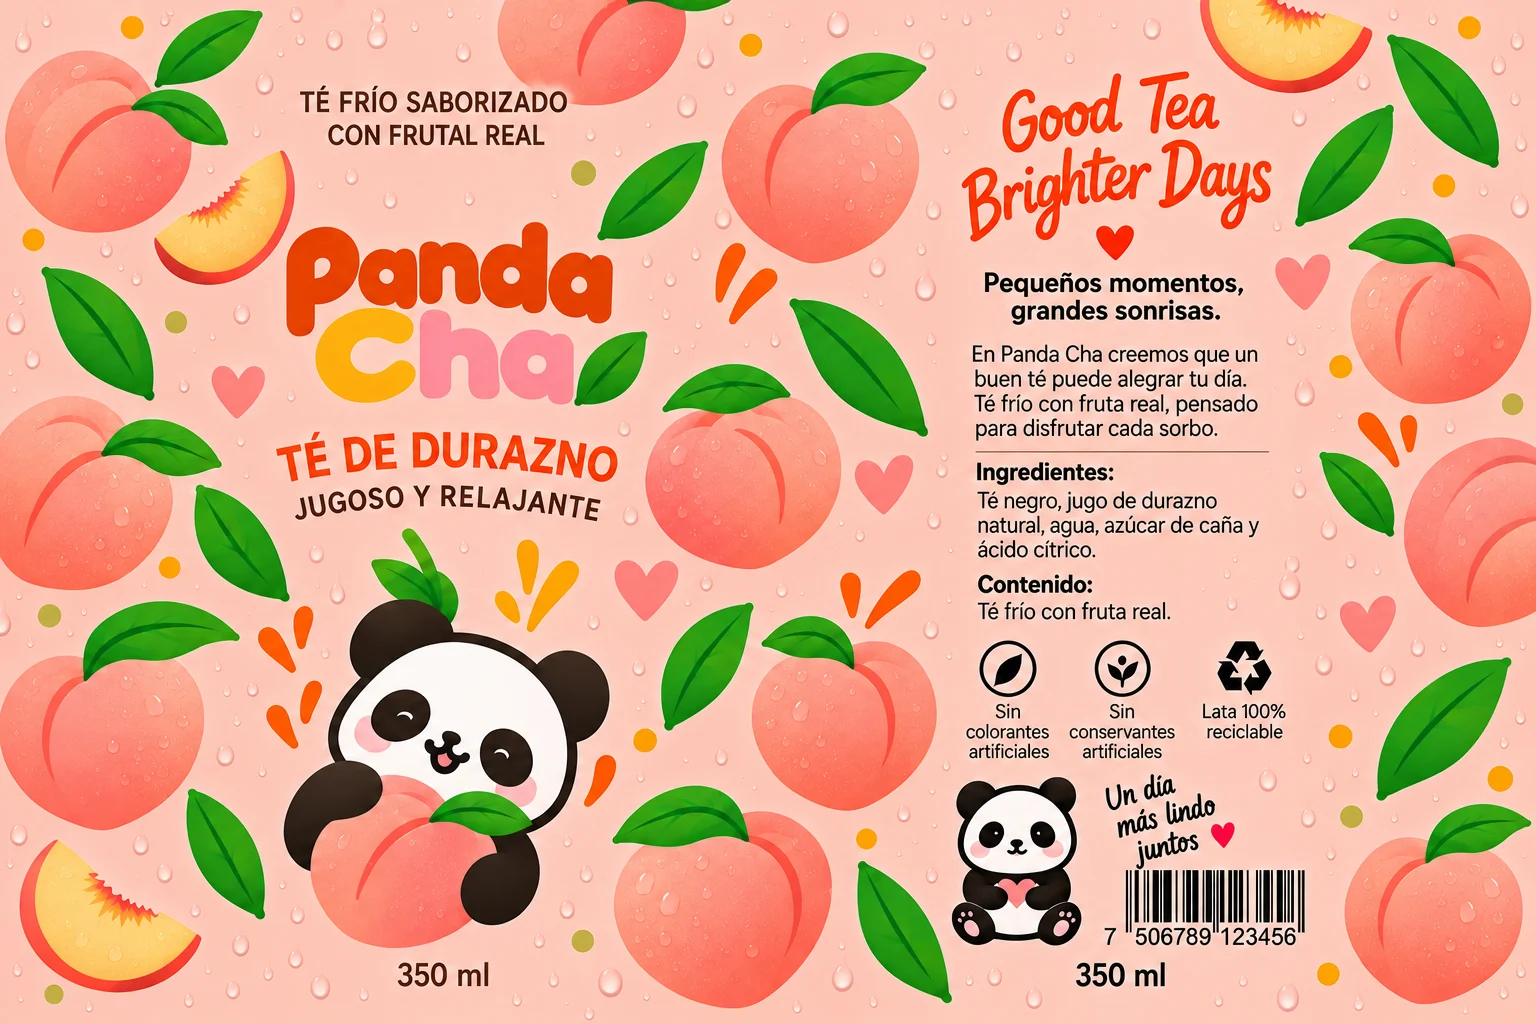 TÉ FRÍO SABORIZADO
CON FRUTAL REAL
Panda
Cha
TÉ DE DURAZNO
JUGOSO Y RELAJANTE
350 ml
Good Tea
Brighter Days
Pequeños momentos,
grandes sonrisas.
En Panda Cha creemos que un
buen té puede alegrar tu día.
Té frío con fruta real, pensado
para disfrutar cada sorbo.
Ingredientes:
Té negro, jugo de durazno
natural, agua, azúcar de caña y
ácido cítrico.
Contenido:
Té frío con fruta real.
Sin
colorantes
artificiales
Sin
conservantes
artificiales
Lata 100%
reciclable
Un día
más lindo
juntos
7 506789 123456
350 ml